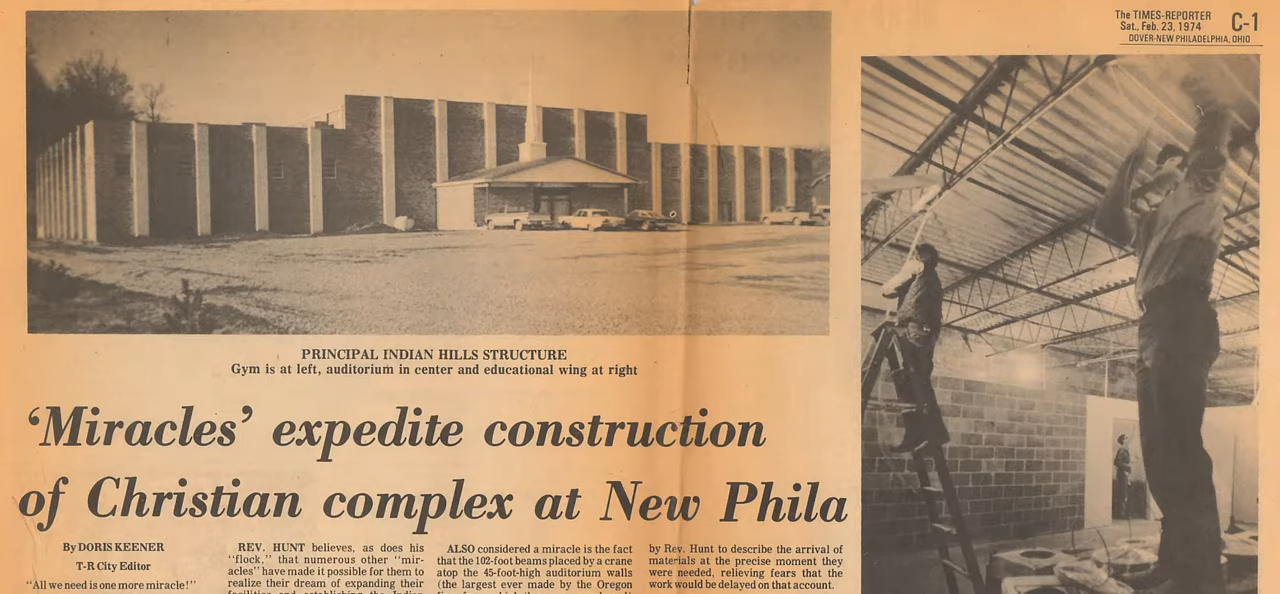 The TIMES-REPORTER
Sat., Feb. 23, 1974
C-1
DOVER-NEW PHILADELPHIA, OHIO
PRINCIPAL INDIAN HILLS STRUCTURE
Gym is at left, auditorium in center and educational wing at right
‘Miracles’ expedite construction
of Christian complex at New Phila
By DORIS KEENER
T-R City Editor
"All we need is one more miracle!"
REV. HUNT believes, as does his
"flock," that numerous other "mir-
acles" have made it possible for them to
realize their dream of expanding their
facilities and establishing the Indian
ALSO considered a miracle is the fact
that the 102-foot beams placed by a crane
atop the 45-foot-high auditorium walls
(the largest ever made by the Oregon
by Rev. Hunt to describe the arrival of
materials at the precise moment they
were needed, relieving fears that the
work would be delayed on that account.